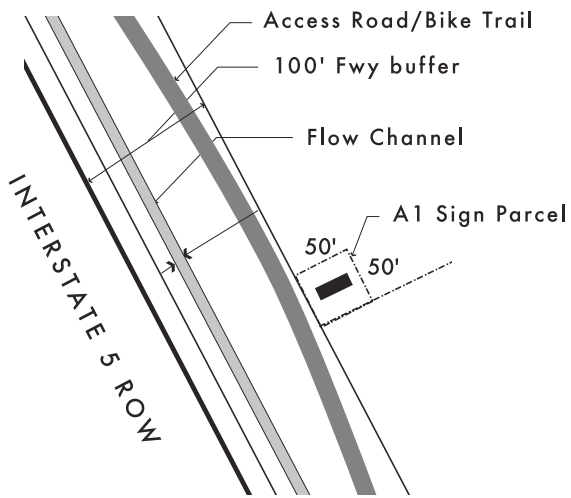 Access Road/Bike Trail
100' Fwy buffer
Flow Channel
A1 Sign Parcel
50'
50'
INTERSTATE 5 ROW